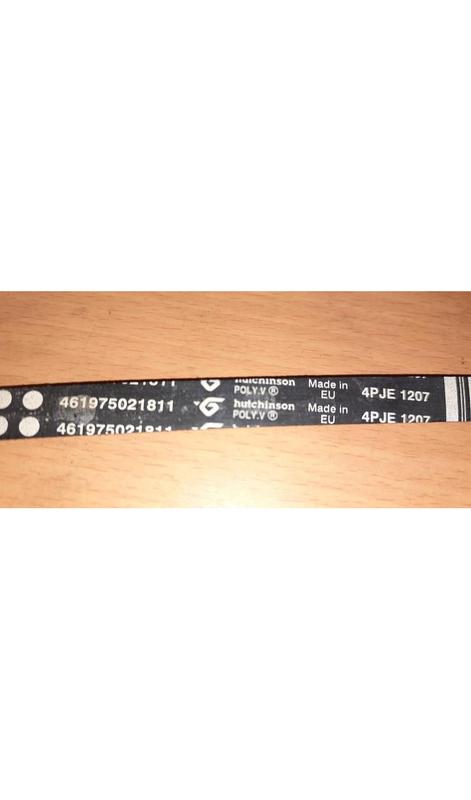 hutchinson
POLY.V ®
Made in
EU
4PJE 1207
461975021811
hutchinson
POLY.V ®
Made in
EU
4PJE 1207
461975021811